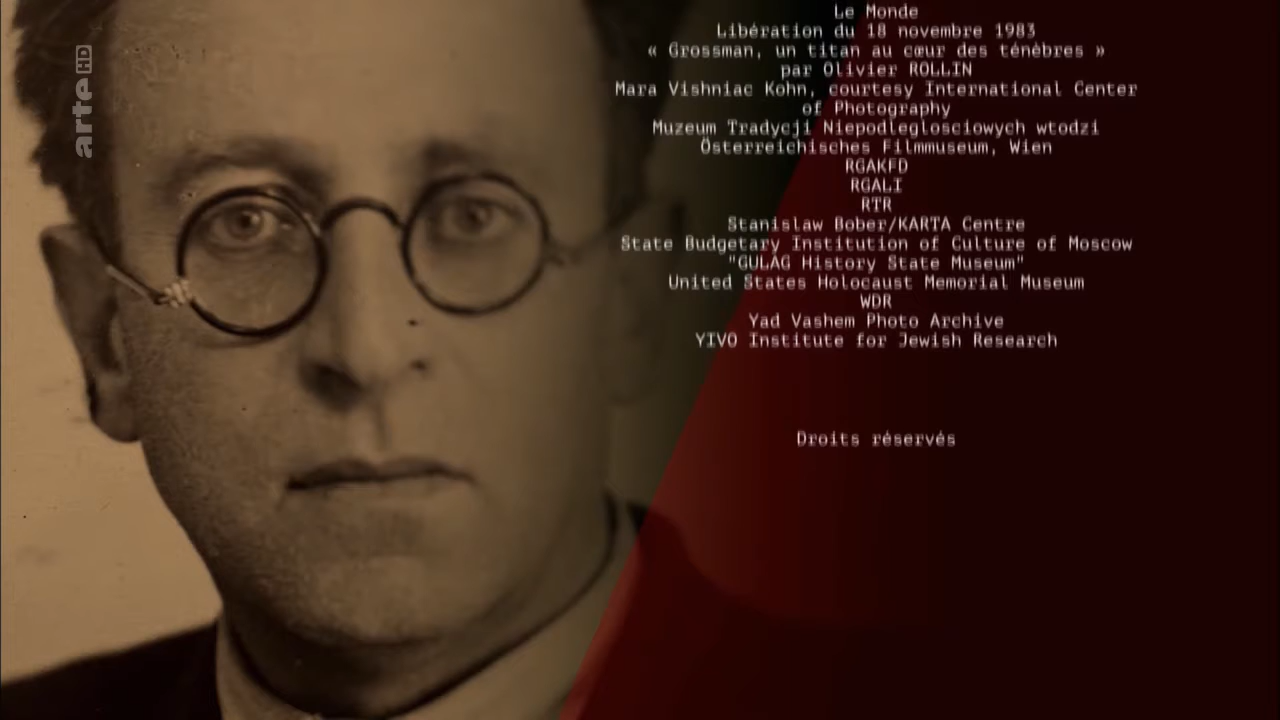 arte HD
Le Monde
Libération du 18 novembre 1983
« Grossman, un titan au cœur des ténèbres »
par Olivier ROLLIN
Mara Vishniac Kohn, courtesy International Center
of Photography
Muzeum Tradycji Niepodleglosciowych wtodzi
Österreichisches Filmmuseum, Wien
RGAKFD
RGALI
RTR
Stanislaw Bober/KARTA Centre
State Budgetary Institution of Culture of Moscow
"GULAG History State Museum"
United States Holocaust Memorial Museum
WDR
Yad Vashem Photo Archive
YIVO Institute for Jewish Research
Droits réservés